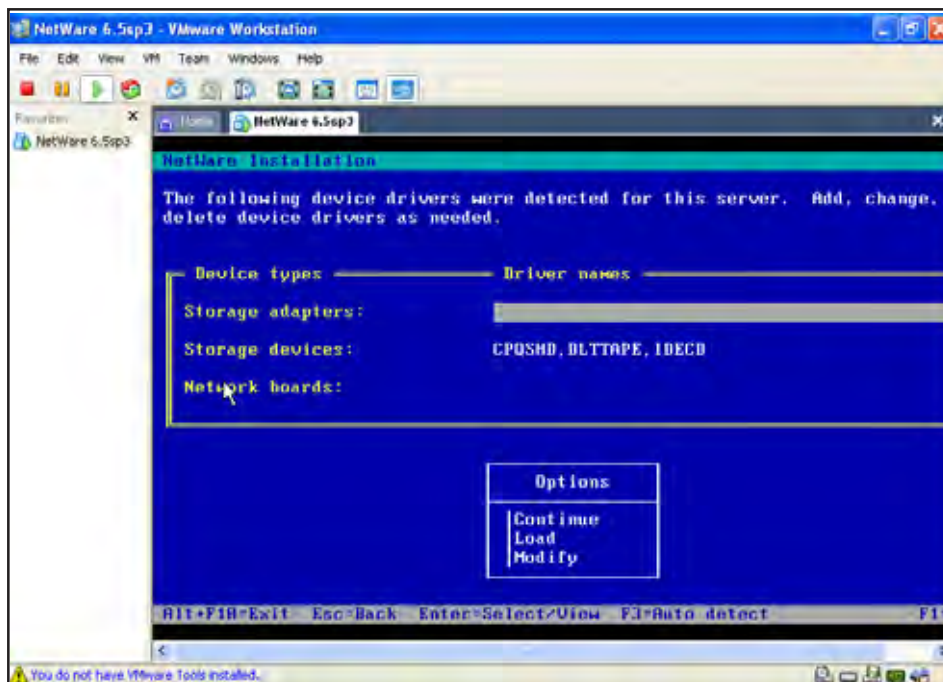 NetWare 6.5sp3 - VMware Workstation
File Edit View VM Team Windows Help
Favorites
Home NetWare 6.5sp3
NetWare 6.5sp3
NetWare Installation
The following device drivers were detected for this server. Add, change,
delete device drivers as needed.
Device types Driver names
Storage adapters:
Storage devices: CPQSHD,DLTTAPE,IDECD
Network boards:
Options
Continue
Load
Modify
Alt+F10=Exit Esc=Back Enter=Select/View F3=Auto detect F1
You do not have VMware Tools installed.